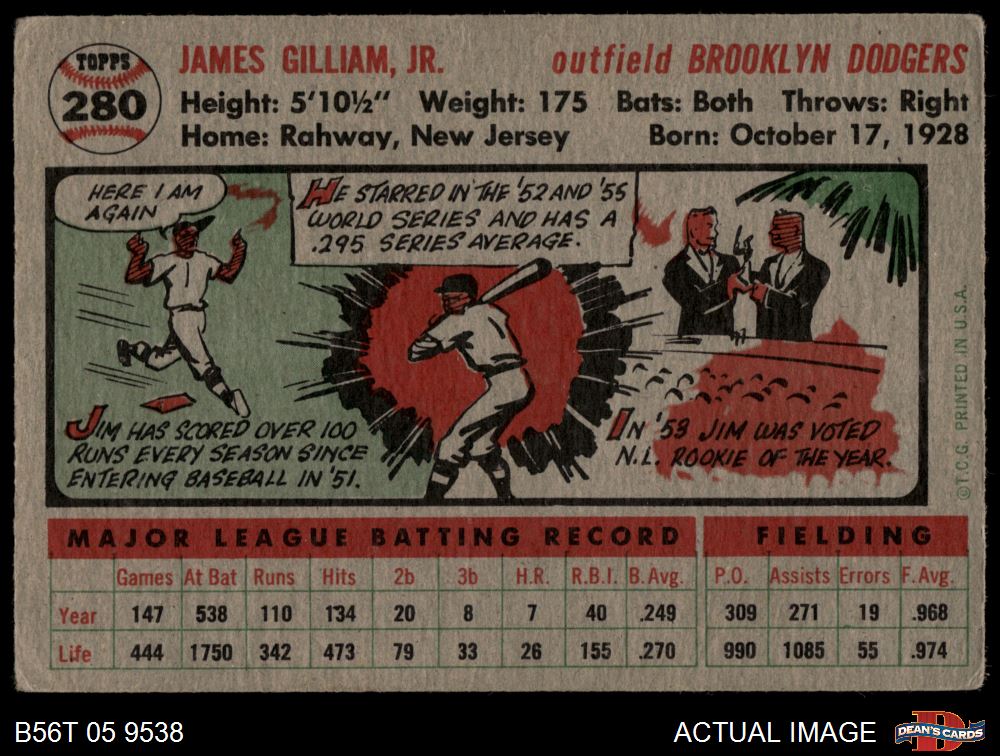 TOPPS
280
JAMES GILLIAM, JR.
outfield BROOKLYN DODGERS
Height: 5'10½" Weight: 175 Bats: Both Throws: Right
Home: Rahway, New Jersey Born: October 17, 1928
HERE I AM
AGAIN
HE STARRED IN THE '52 AND '55
WORLD SERIES AND HAS A
.295 SERIES AVERAGE.
JIM HAS SCORED OVER 100
RUNS EVERY SEASON SINCE
ENTERING BASEBALL IN '51.
IN '53 JIM WAS VOTED
N.L. ROOKIE OF THE YEAR.
©T.C.G. PRINTED IN U.S.A.
MAJOR LEAGUE BATTING RECORD FIELDING
Games At Bat Runs Hits 2b 3b H.R. R.B.I. B.Avg. P.O. Assists Errors F.Avg.
Year 147 538 110 134 20 8 7 40 .249 309 271 19 .968
Life 444 1750 342 473 79 33 26 155 .270 990 1085 55 .974
B56T 05 9538
ACTUAL IMAGE
D
DEAN'S CARDS